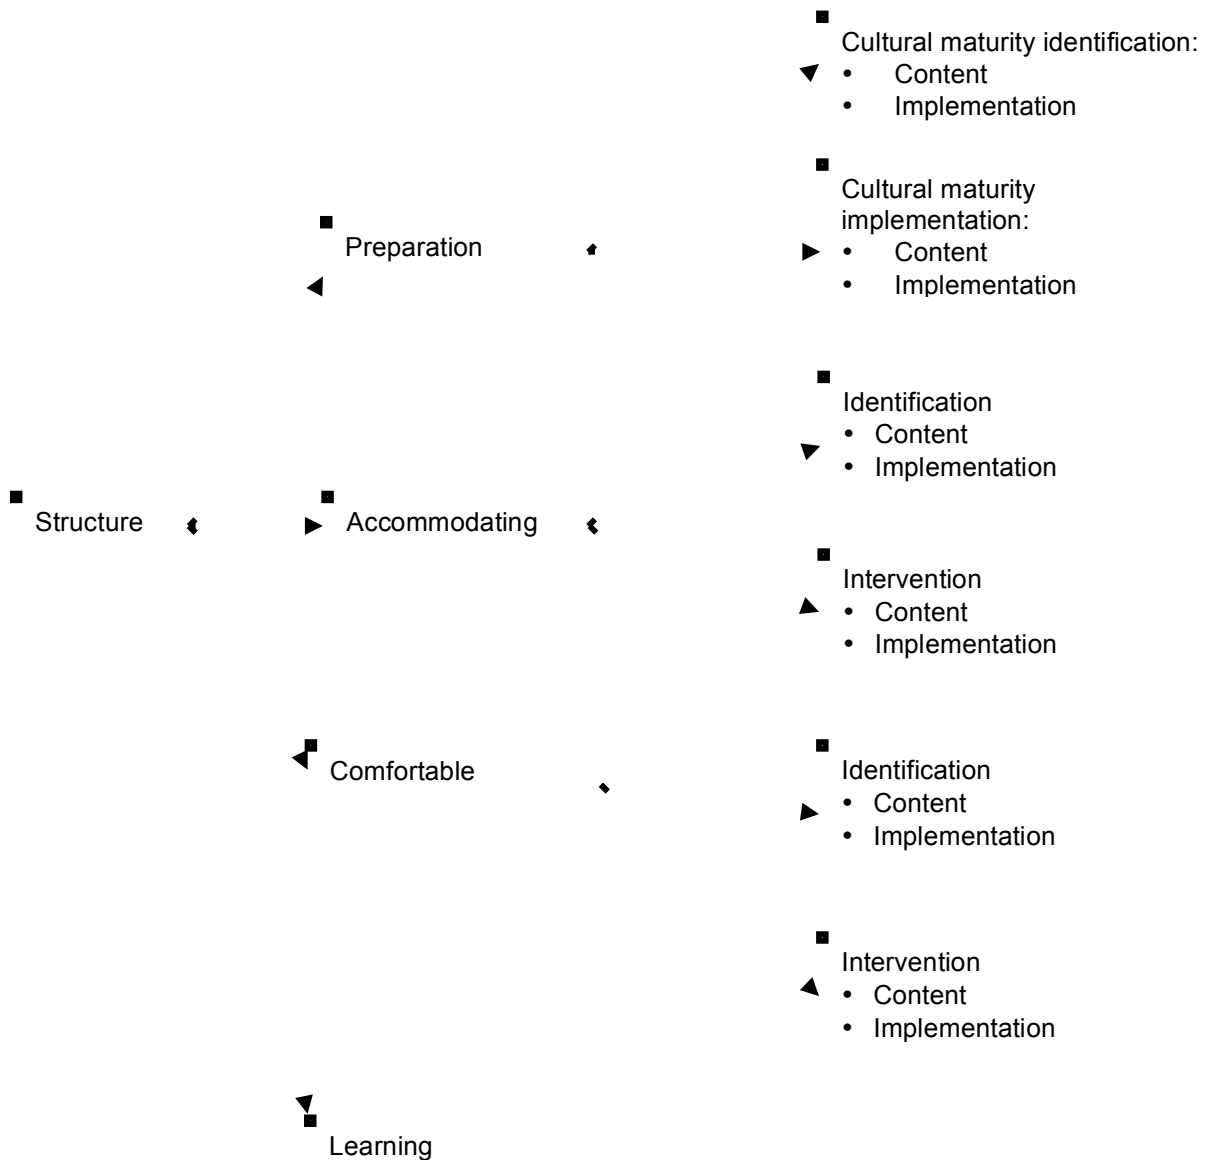 Cultural maturity identification:
• Content
• Implementation
Cultural maturity
implementation:
• Content
• Implementation
Preparation
Identification
• Content
• Implementation
Structure
Accommodating
Intervention
• Content
• Implementation
Comfortable
Identification
• Content
• Implementation
Intervention
• Content
• Implementation
Learning